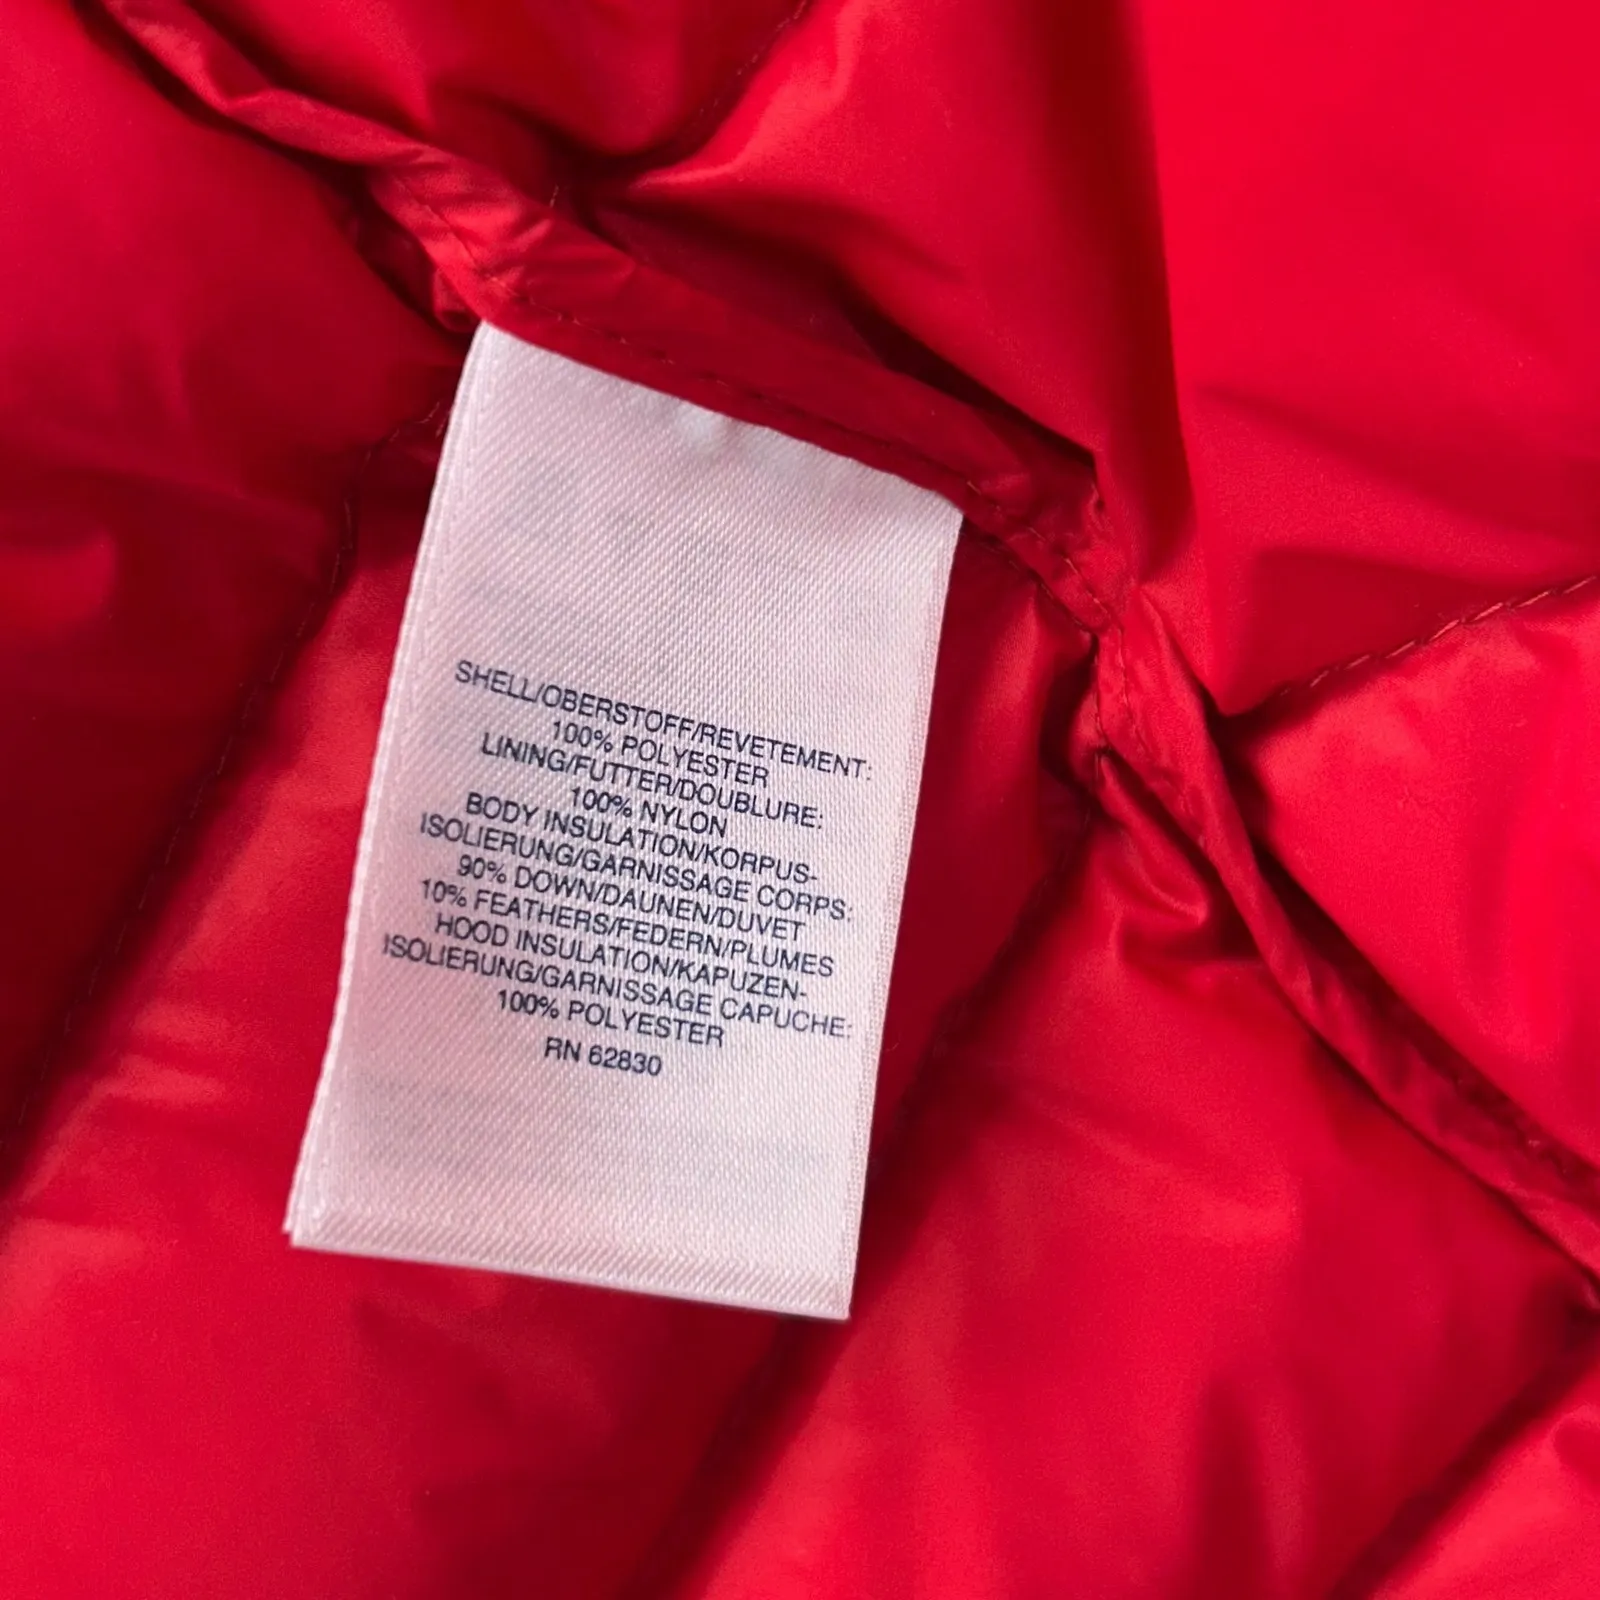 SHELL/OBERSTOFF/REVETEMENT:
100% POLYESTER
LINING/FUTTER/DOUBLURE:
100% NYLON
BODY INSULATION/KORPUS-
ISOLIERUNG/GARNISSAGE CORPS:
90% DOWN/DAUNEN/DUVET
10% FEATHERS/FEDERN/PLUMES
HOOD INSULATION/KAPUZEN-
ISOLIERUNG/GARNISSAGE CAPUCHE:
100% POLYESTER
RN 62830